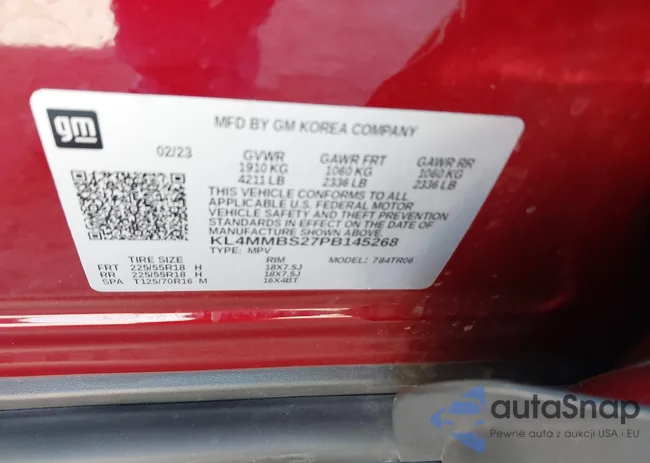 gm
MFD BY GM KOREA COMPANY
02/23 GVWR GAWR FRT GAWR RR
1910 KG 1060 KG 1060 KG
4211 LB 2336 LB 2336 LB
THIS VEHICLE CONFORMS TO ALL
APPLICABLE U.S. FEDERAL MOTOR
VEHICLE SAFETY AND THEFT PREVENTION
STANDARDS IN EFFECT ON THE DATE OF
MANUFACTURE SHOWN ABOVE.
KL4MMBS27PB145268
TYPE: MPV MODEL: 784TR06
TIRE SIZE RIM
FRT 225/55R18 H 18X7.5J
RR 225/55R18 H 18X7.5J
SPA T125/70R16 M 16X4BT
autaSnap
Pewne auta z aukcji USA i EU